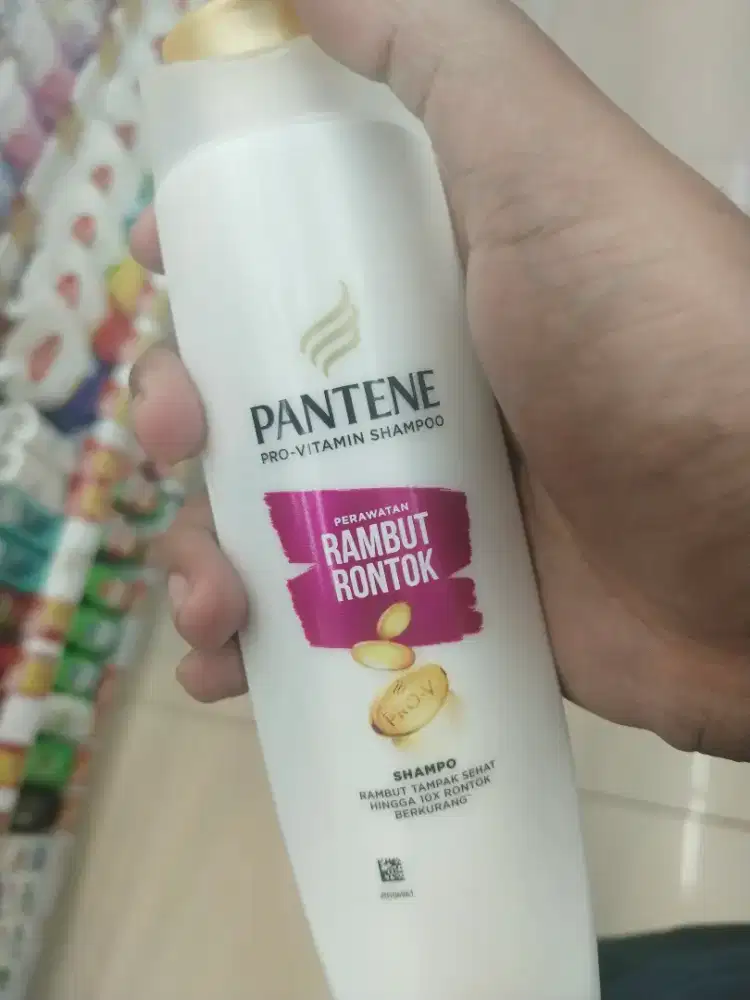 PANTENE
PRO-VITAMIN SHAMPOO
PERAWATAN
RAMBUT
RONTOK
PRO-V
SHAMPO
RAMBUT TAMPAK SEHAT
HINGGA 10X RONTOK
BERKURANG